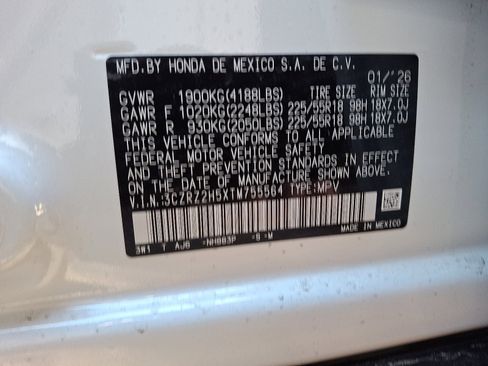 MFD.BY HONDA DE MEXICO S.A. DE C.V.
01/'26
GVWR 1900KG(4188LBS) TIRE SIZE RIM SIZE
GAWR F 1020KG(2248LBS) 225/55R18 98H 18X7.0J
GAWR R 930KG(2050LBS) 225/55R18 98H 18X7.0J
THIS VEHICLE CONFORMS TO ALL APPLICABLE
FEDERAL MOTOR VEHICLE SAFETY
AND THEFT PREVENTION STANDARDS IN EFFECT ON THE DATE OF MANUFACTURE SHOWN ABOVE.
V.I.N.:3CZRZ2H5XTM755564 TYPE:MPV
3W1 T AJ6 =NH883P =S =M
MADE IN MEXICO